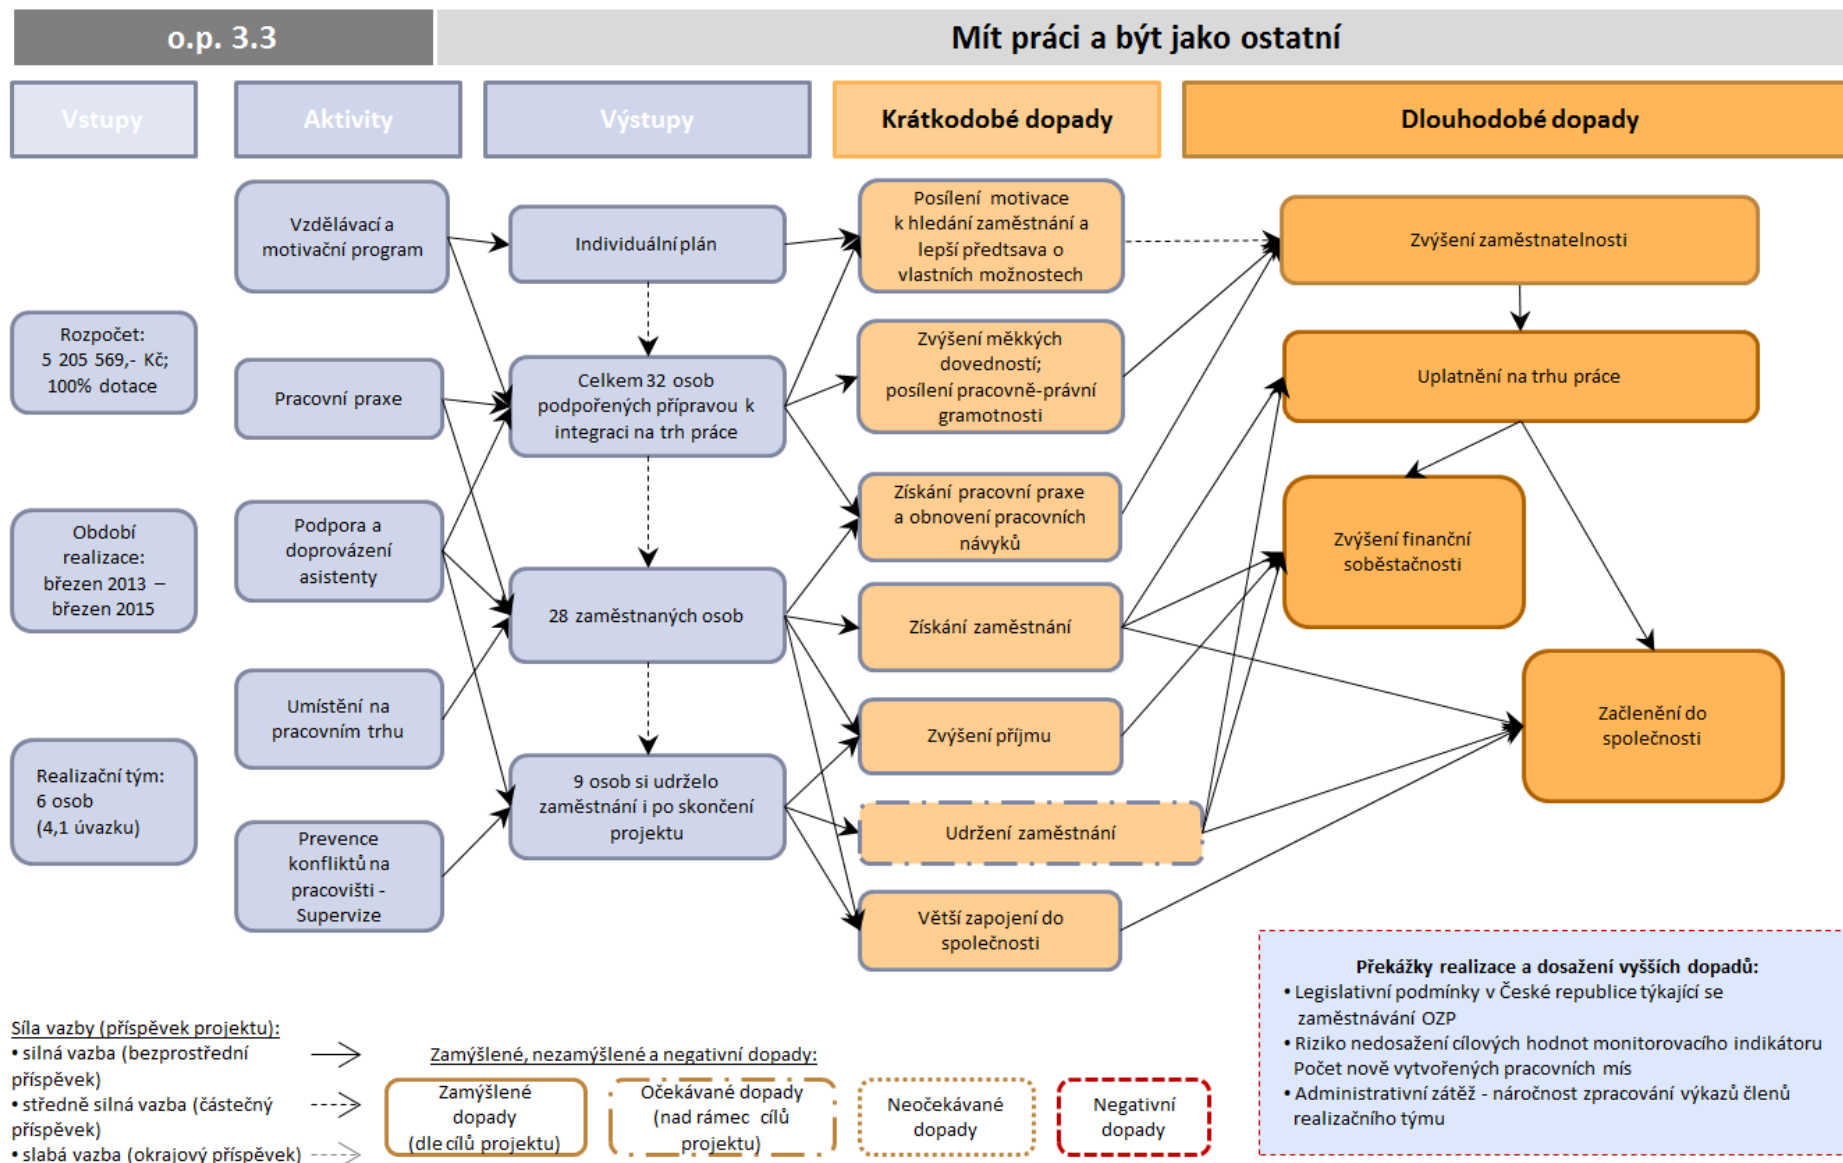 o.p. 3.3
Mít práci a být jako ostatní
Vstupy
Aktivity
Výstupy
Krátkodobé dopady
Dlouhodobé dopady
Rozpočet:
5 205 569,- Kč;
100% dotace
Období
realizace:
březen 2013 –
březen 2015
Realizační tým:
6 osob
(4,1 úvazku)
Vzdělávací a
motivační program
Pracovní praxe
Podpora a
doprovázení
asistenty
Umístění na
pracovním trhu
Prevence
konfliktů na
pracovišti -
Supervize
Individuální plán
Celkem 32 osob
podpořených přípravou k
integraci na trh práce
28 zaměstnaných osob
9 osob si udrželo
zaměstnání i po skončení
projektu
Posílení motivace
k hledání zaměstnání a
lepší předtsava o
vlastních možnostech
Zvýšení měkkých
dovedností;
posílení pracovně-právní
gramotnosti
Získání pracovní praxe
a obnovení pracovních
návyků
Získání zaměstnání
Zvýšení příjmu
Udržení zaměstnání
Větší zapojení do
společnosti
Zvýšení zaměstnatelnosti
Uplatnění na trhu práce
Zvýšení finanční
soběstačnosti
Začlenění do
společnosti
Síla vazby (příspěvek projektu):
• silná vazba (bezprostřední
příspěvek)
• středně silná vazba (částečný
příspěvek)
• slabá vazba (okrajový příspěvek)
Zamýšlené, nezamýšlené a negativní dopady:
Zamýšlené
dopady
(dle cílů projektu)
Očekávané dopady
(nad rámec cílů
projektu)
Neočekávané
dopady
Negativní
dopady
Překážky realizace a dosažení vyšších dopadů:
• Legislativní podmínky v České republice týkající se
zaměstnávání OZP
• Riziko nedosažení cílových hodnot monitorovacího indikátoru
Počet nově vytvořených pracovních mís
• Administrativní zátěž - náročnost zpracování výkazů členů
realizačního týmu